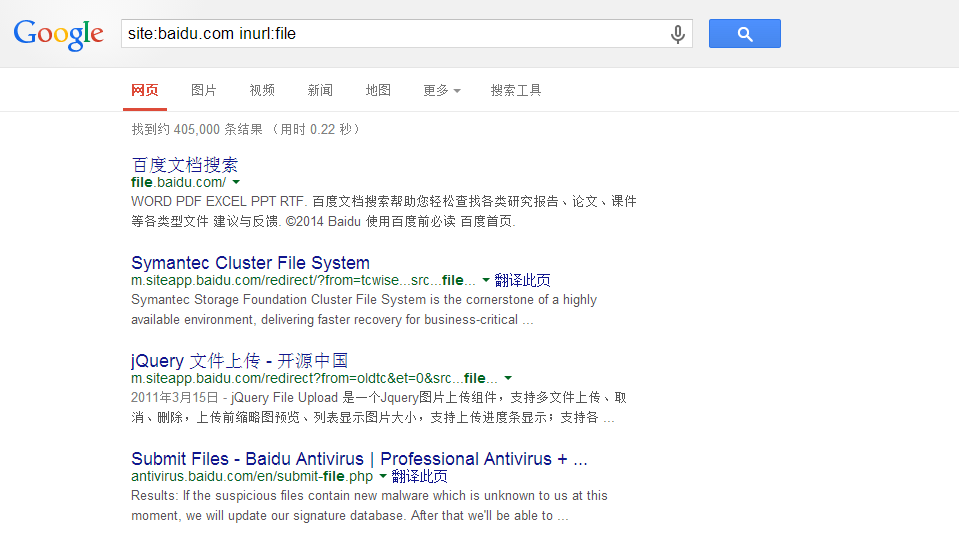 Google site:baidu.com inurl:file
网页 图片 视频 新闻 地图 更多 搜索工具
找到约 405,000 条结果 （用时 0.22 秒）
百度文档搜索
file.baidu.com/
WORD PDF EXCEL PPT RTF. 百度文档搜索帮助您轻松查找各类研究报告、论文、课件
等各类型文件 建议与反馈. ©2014 Baidu 使用百度前必读 百度首页.
Symantec Cluster File System
m.siteapp.baidu.com/redirect/?from=tcwise...src...file... 翻译此页
Symantec Storage Foundation Cluster File System is the cornerstone of a highly
available environment, delivering faster recovery for business-critical ...
jQuery 文件上传 - 开源中国
m.siteapp.baidu.com/redirect?from=oldtc&et=0&src...file...
2011年3月15日 - jQuery File Upload 是一个Jquery图片上传组件，支持多文件上传、取
消、删除，上传前缩略图预览、列表显示图片大小，支持上传进度条显示；支持各 ...
Submit Files - Baidu Antivirus | Professional Antivirus + ...
antivirus.baidu.com/en/submit-file.php 翻译此页
Results: If the suspicious files contain new malware which is unknown to us at this
moment, we will update our signature database. After that we'll be able to ...